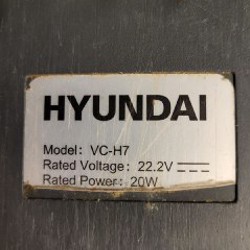 HYUNDAI
Model: VC-H7
Rated Voltage: 22.2V ⎓
Rated Power: 20W